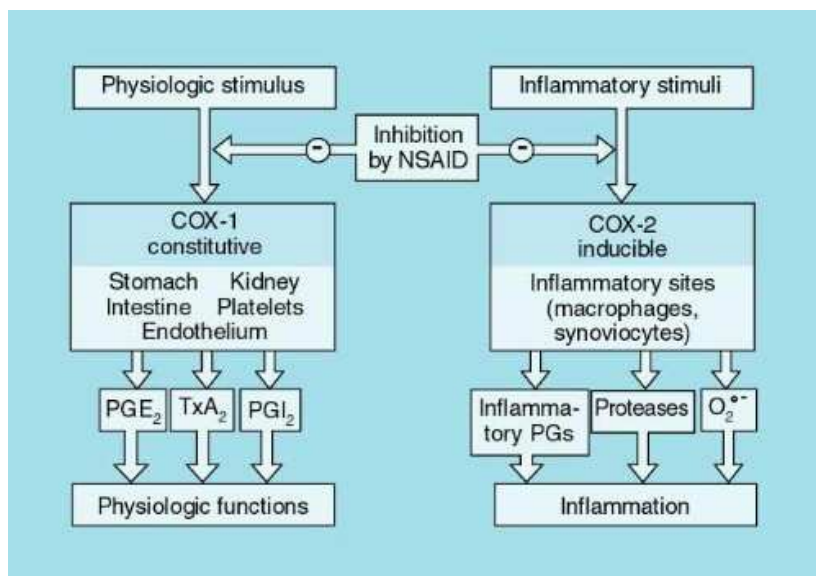 Physiologic stimulus
Inflammatory stimuli
Inhibition
by NSAID
−
−
COX-1
constitutive
Stomach Kidney
Intestine Platelets
Endothelium
COX-2
inducible
Inflammatory sites
(macrophages,
synoviocytes)
PGE₂
TxA₂
PGI₂
Inflamma-
tory PGs
Proteases
O₂°⁻
Physiologic functions
Inflammation